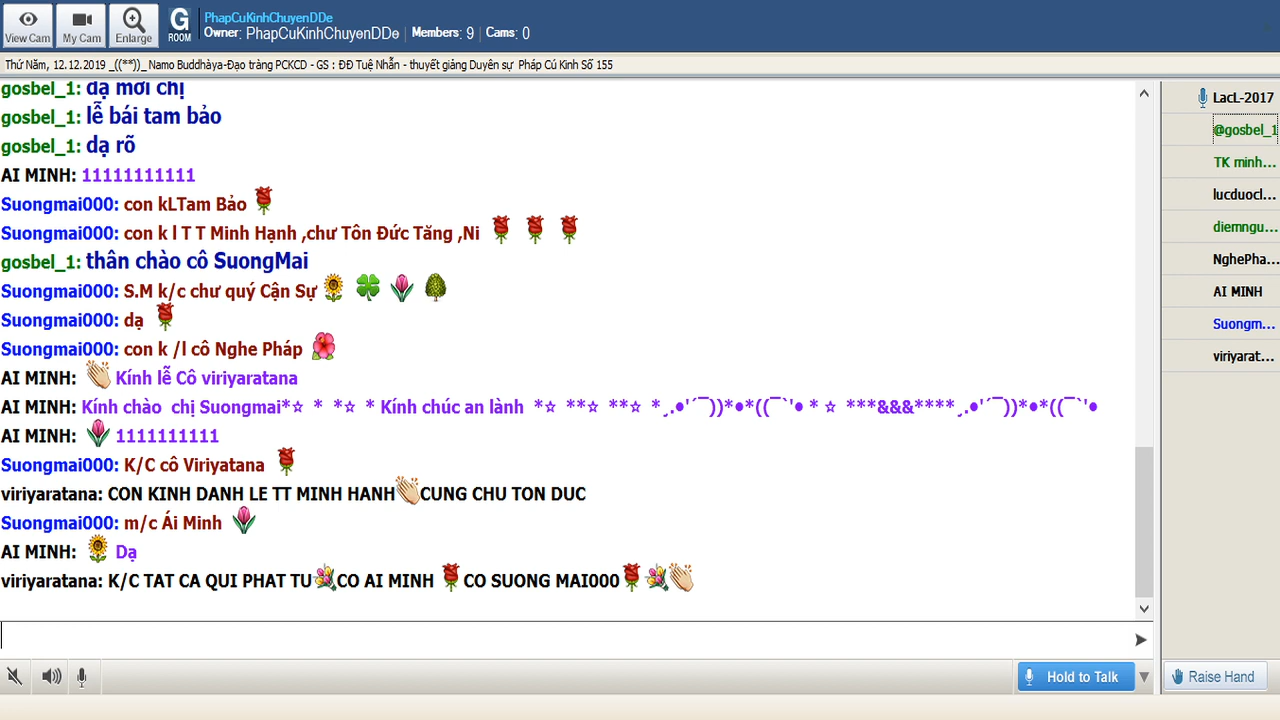 View Cam
My Cam
Enlarge
G
ROOM
PhapCuKinhChuyenDDe
Owner: PhapCuKinhChuyenDDe | Members: 9 | Cams: 0
Thứ Năm, 12.12.2019 _((**))_ Namo Buddhàya-Đạo tràng PCKCD - GS : ĐĐ Tuệ Nhẫn - thuyết giảng Duyên sự Pháp Cú Kinh Số 155
gosbel_1: dạ mời chị
gosbel_1: lễ bái tam bảo
gosbel_1: dạ rõ
AI MINH: 11111111111
Suongmai000: con kLTam Bảo
Suongmai000: con k l T T Minh Hạnh ,chư Tôn Đức Tăng ,Ni
gosbel_1: thân chào cô SuongMai
Suongmai000: S.M k/c chư quý Cận Sự
Suongmai000: dạ
Suongmai000: con k /l cô Nghe Pháp
AI MINH: Kính lễ Cô viriyaratana
AI MINH: Kính chào chị Suongmai*☆ * *☆ * Kính chúc an lành *☆ **☆ **☆ *¸.•'´¯))*•*((¯`'• * ☆ ***&&&****¸.•'´¯))*•*((¯`'•
AI MINH: 1111111111
Suongmai000: K/C cô Viriyatana
viriyaratana: CON KINH DANH LE TT MINH HANH CUNG CHU TON DUC
Suongmai000: m/c Ái Minh
AI MINH: Dạ
viriyaratana: K/C TAT CA QUI PHAT TU CO AI MINH CO SUONG MAI000
LacL-2017
@gosbel_1
TK minh...
lucduocl...
diemngu...
NghePha...
AI MINH
Suongm...
viriyarat...
Hold to Talk
Raise Hand